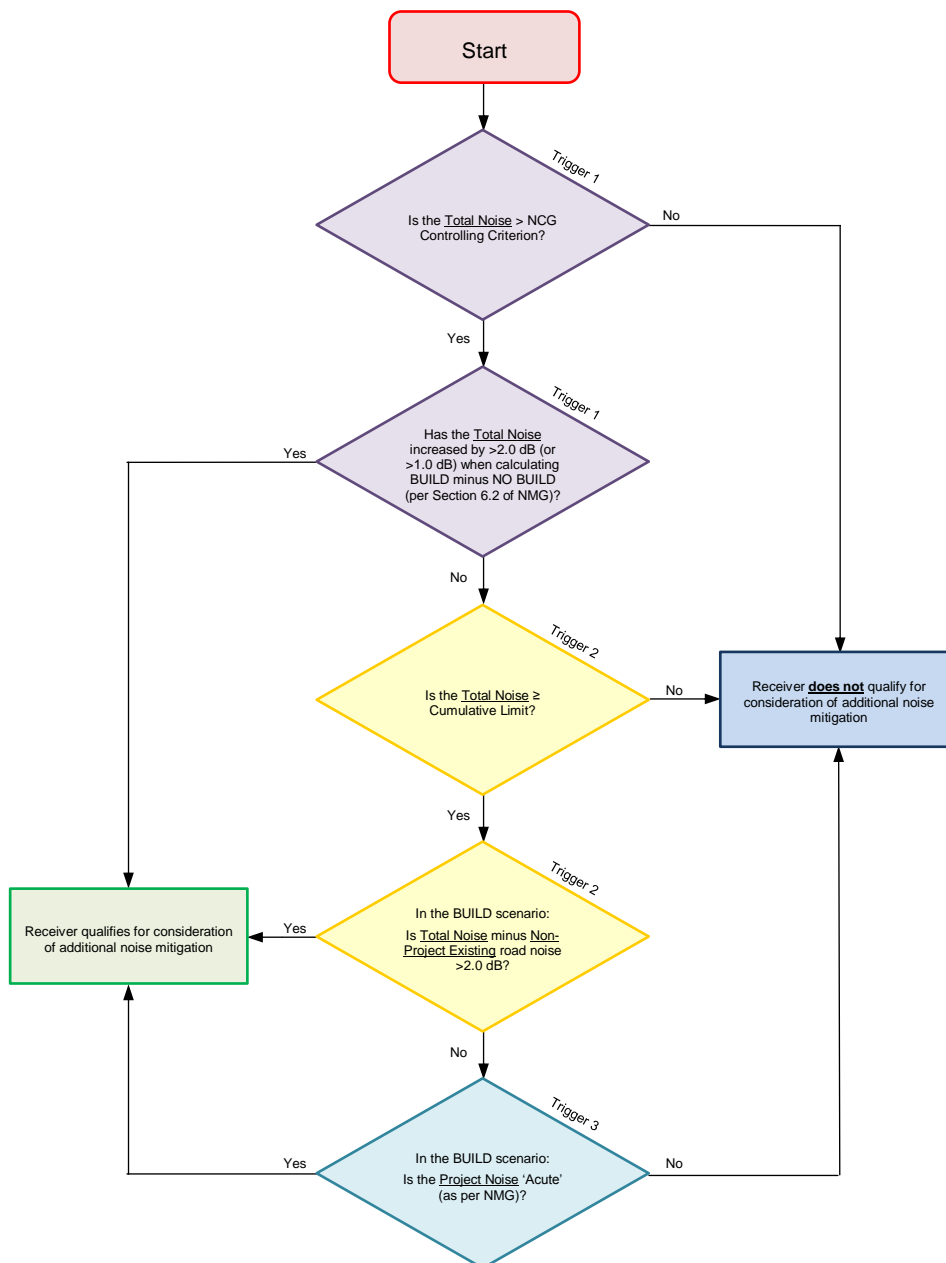 Start
Trigger 1
Is the Total Noise > NCG
Controlling Criterion?
No
Yes
Trigger 1
Has the Total Noise
increased by >2.0 dB (or
>1.0 dB) when calculating
BUILD minus NO BUILD
(per Section 6.2 of NMG)?
Yes
No
Trigger 2
Is the Total Noise ≥
Cumulative Limit?
No
Receiver does not qualify for
consideration of additional noise
mitigation
Yes
Trigger 2
In the BUILD scenario:
Is Total Noise minus Non-
Project Existing road noise
>2.0 dB?
Yes
Receiver qualifies for consideration
of additional noise mitigation
No
Trigger 3
In the BUILD scenario:
Is the Project Noise ‘Acute’
(as per NMG)?
Yes
No